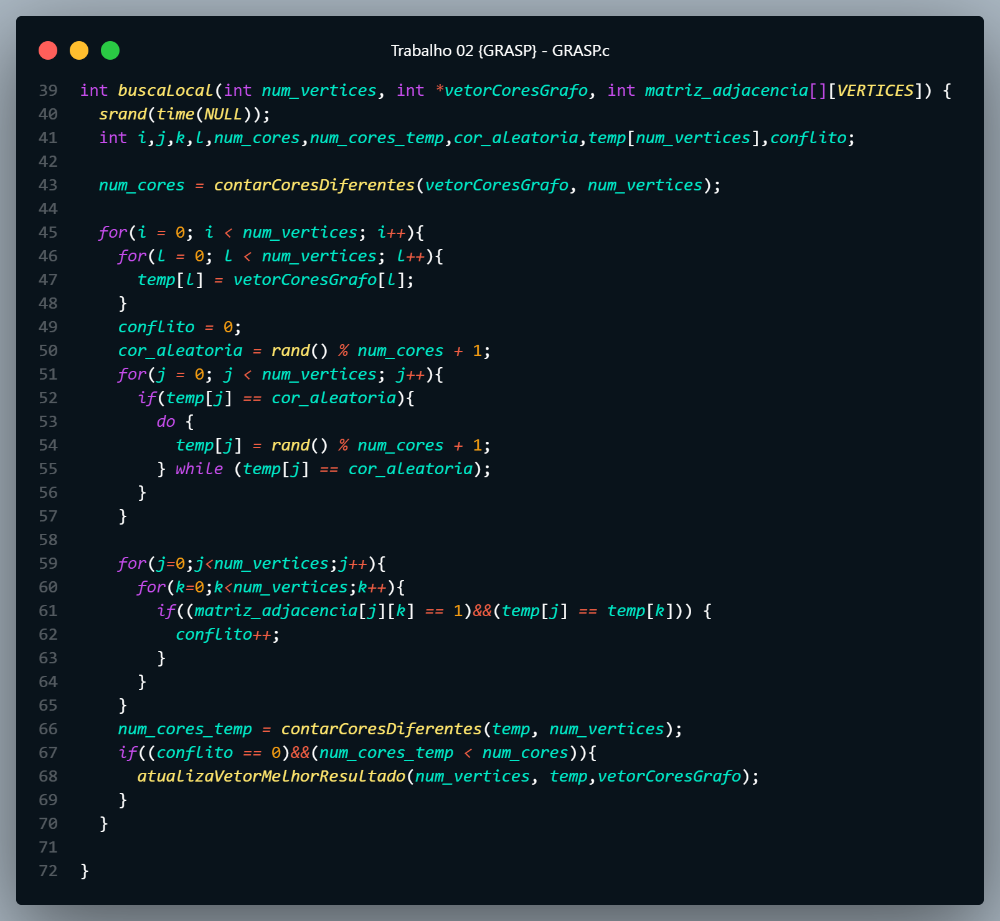 Trabalho 02 {GRASP} - GRASP.c
39 int buscaLocal(int num_vertices, int *vetorCoresGrafo, int matriz_adjacencia[][VERTICES]) {
40   srand(time(NULL));
41   int i,j,k,l,num_cores,num_cores_temp,cor_aleatoria,temp[num_vertices],conflito;
42
43   num_cores = contarCoresDiferentes(vetorCoresGrafo, num_vertices);
44
45   for(i = 0; i < num_vertices; i++){
46     for(l = 0; l < num_vertices; l++){
47       temp[l] = vetorCoresGrafo[l];
48     }
49     conflito = 0;
50     cor_aleatoria = rand() % num_cores + 1;
51     for(j = 0; j < num_vertices; j++){
52       if(temp[j] == cor_aleatoria){
53         do {
54           temp[j] = rand() % num_cores + 1;
55         } while (temp[j] == cor_aleatoria);
56       }
57     }
58
59     for(j=0;j<num_vertices;j++){
60       for(k=0;k<num_vertices;k++){
61         if((matriz_adjacencia[j][k] == 1)&&(temp[j] == temp[k])) {
62           conflito++;
63         }
64       }
65     }
66     num_cores_temp = contarCoresDiferentes(temp, num_vertices);
67     if((conflito == 0)&&(num_cores_temp < num_cores)){
68       atualizaVetorMelhorResultado(num_vertices, temp,vetorCoresGrafo);
69     }
70   }
71
72 }